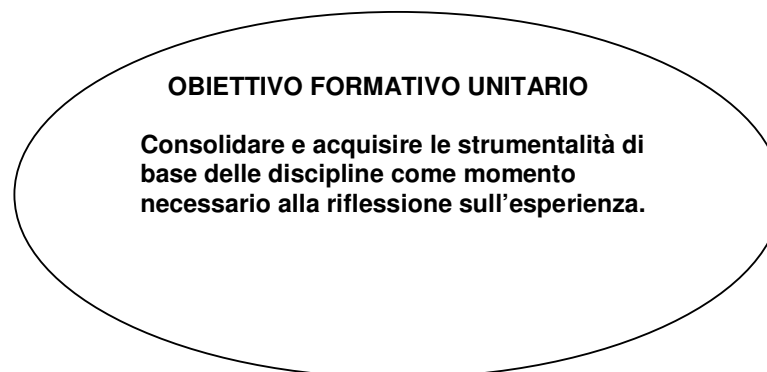 OBIETTIVO FORMATIVO UNITARIO
Consolidare e acquisire le strumentalità di
base delle discipline come momento
necessario alla riflessione sull'esperienza.